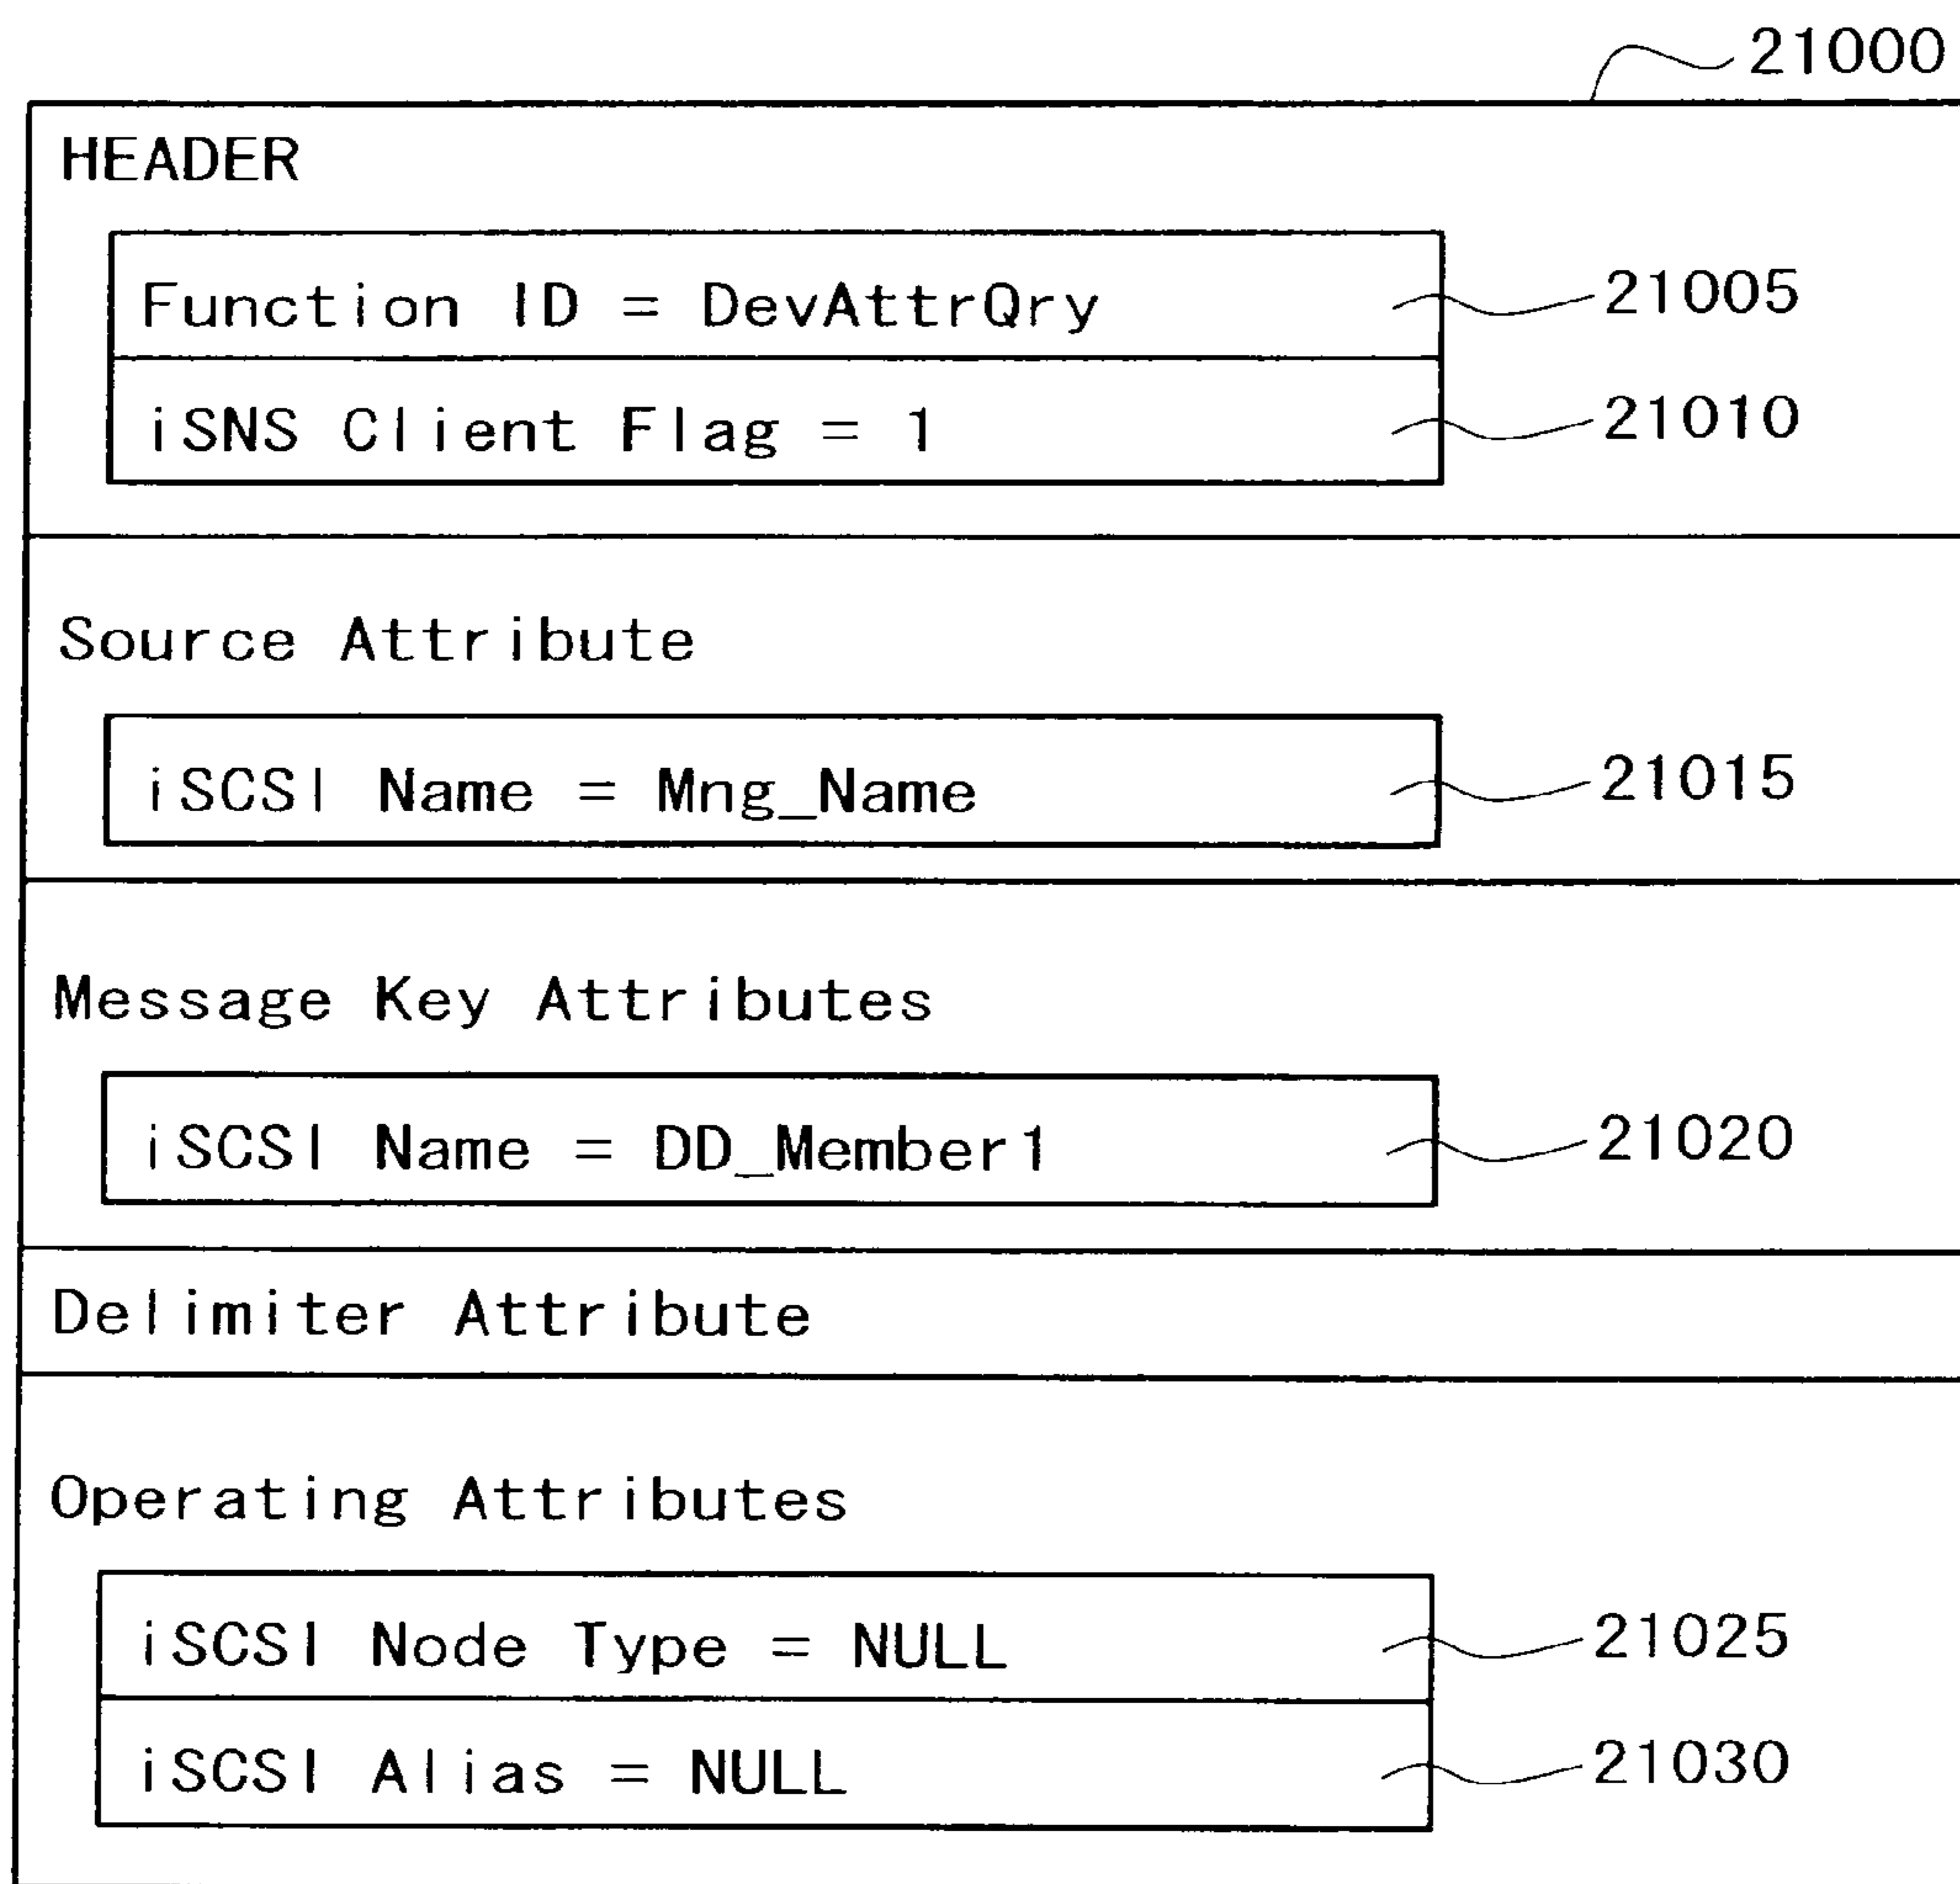 21000
HEADER
Function ID = DevAttrQry
21005
iSNS Client Flag = 1
21010
Source Attribute
iSCSI Name = Mng_Name
21015
Message Key Attributes
iSCSI Name = DD_Member1
21020
Delimiter Attribute
Operating Attributes
iSCSI Node Type = NULL
21025
iSCSI Alias = NULL
21030